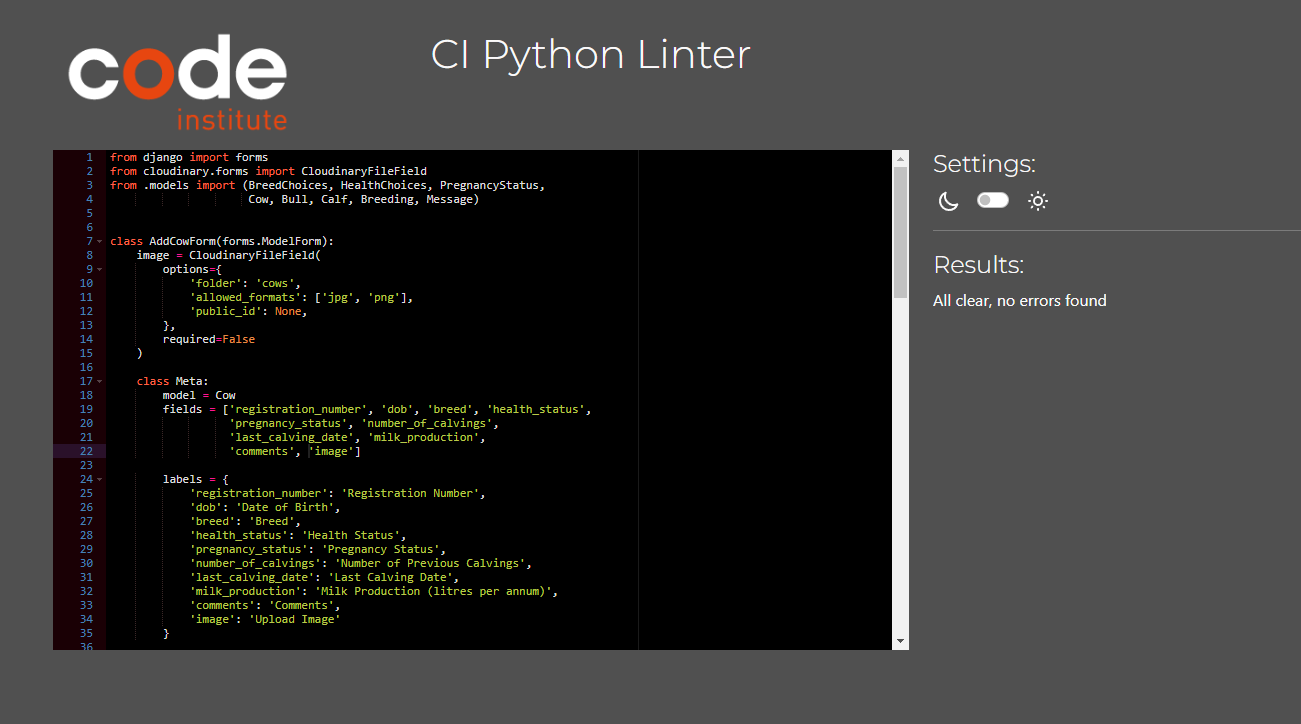 code
institute
CI Python Linter
1 from django import forms
2 from cloudinary.forms import CloudinaryFileField
3 from .models import (BreedChoices, HealthChoices, PregnancyStatus,
4 Cow, Bull, Calf, Breeding, Message)
5
6
7 class AddCowForm(forms.ModelForm):
8 image = CloudinaryFileField(
9 options={
10 'folder': 'cows',
11 'allowed_formats': ['jpg', 'png'],
12 'public_id': None,
13 },
14 required=False
15 )
16
17 class Meta:
18 model = Cow
19 fields = ['registration_number', 'dob', 'breed', 'health_status',
20 'pregnancy_status', 'number_of_calvings',
21 'last_calving_date', 'milk_production',
22 'comments', 'image']
23
24 labels = {
25 'registration_number': 'Registration Number',
26 'dob': 'Date of Birth',
27 'breed': 'Breed',
28 'health_status': 'Health Status',
29 'pregnancy_status': 'Pregnancy Status',
30 'number_of_calvings': 'Number of Previous Calvings',
31 'last_calving_date': 'Last Calving Date',
32 'milk_production': 'Milk Production (litres per annum)',
33 'comments': 'Comments',
34 'image': 'Upload Image'
35 }
36
Settings:
Results:
All clear, no errors found